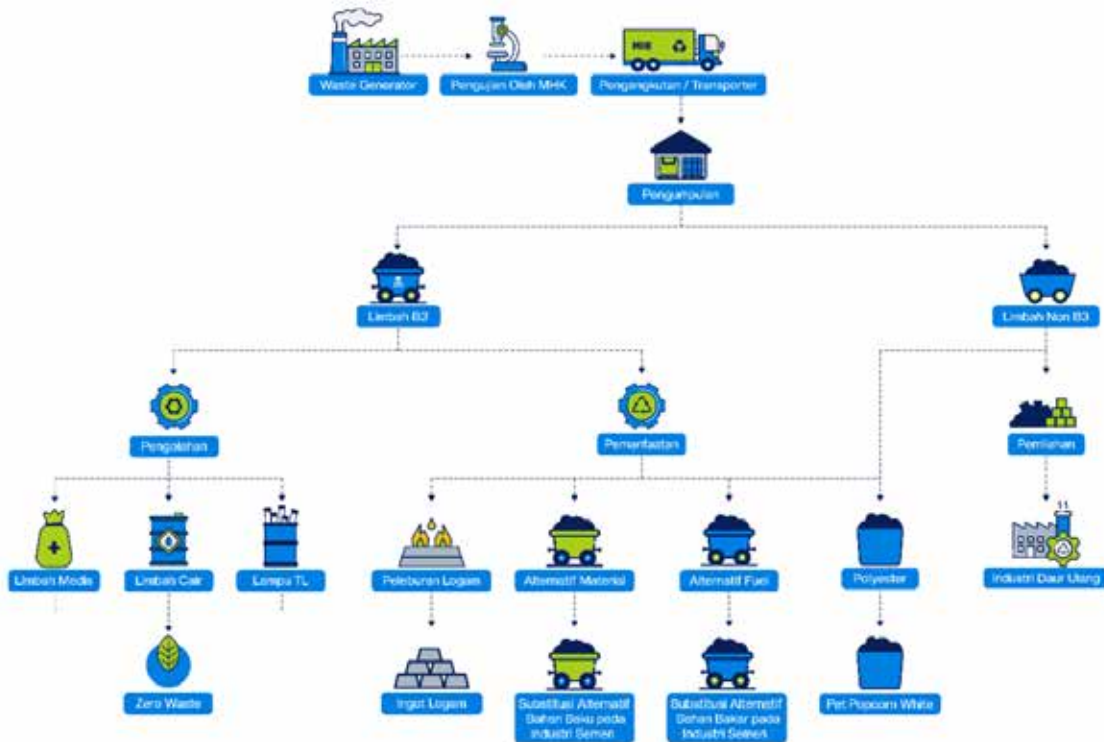 Waste Generator
Pengujian Oleh MHK
Pengangkutan / Transporter
Pengumpulan
Limbah B3
Limbah Non B3
Pengolahan
Pemanfaatan
Pemilahan
Limbah Medis
Limbah Cair
Lampu TL
Peleburan Logam
Alternatif Material
Alternatif Fuel
Polyester
Industri Daur Ulang
Zero Waste
Ingot Logam
Substitusi Alternatif
Bahan Baku pada
Industri Semen
Substitusi Alternatif
Bahan Bakar pada
Industri Semen
Pet Popcorn White